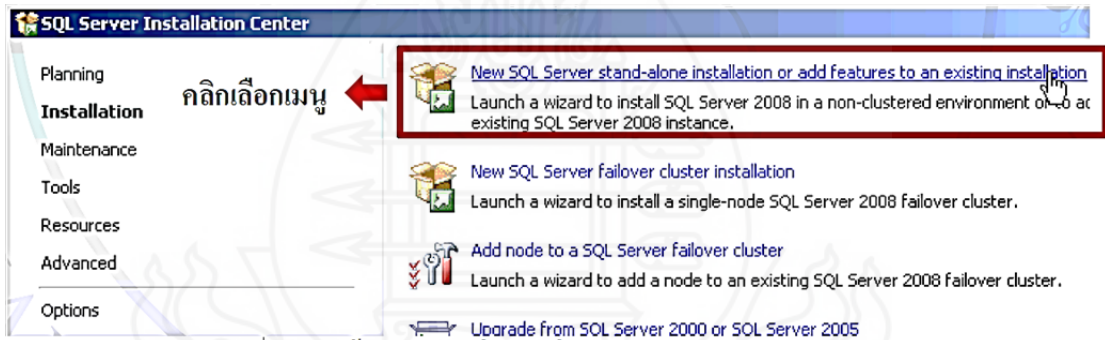 SQL Server Installation Center
Planning
Installation
Maintenance
Tools
Resources
Advanced
Options
คลิกเลือกเมนู
New SQL Server stand-alone installation or add features to an existing installation
Launch a wizard to install SQL Server 2008 in a non-clustered environment or to ad
existing SQL Server 2008 instance.
New SQL Server failover cluster installation
Launch a wizard to install a single-node SQL Server 2008 failover cluster.
Add node to a SQL Server failover cluster
Launch a wizard to add a node to an existing SQL Server 2008 failover cluster.
Upgrade from SQL Server 2000 or SQL Server 2005